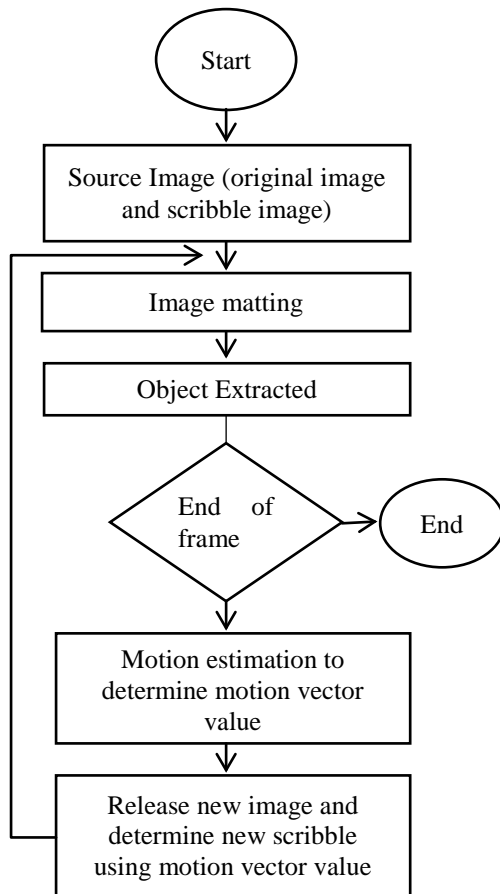 Start
Source Image (original image
and scribble image)
Image matting
Object Extracted
End of
frame
End
Motion estimation to
determine motion vector
value
Release new image and
determine new scribble
using motion vector value